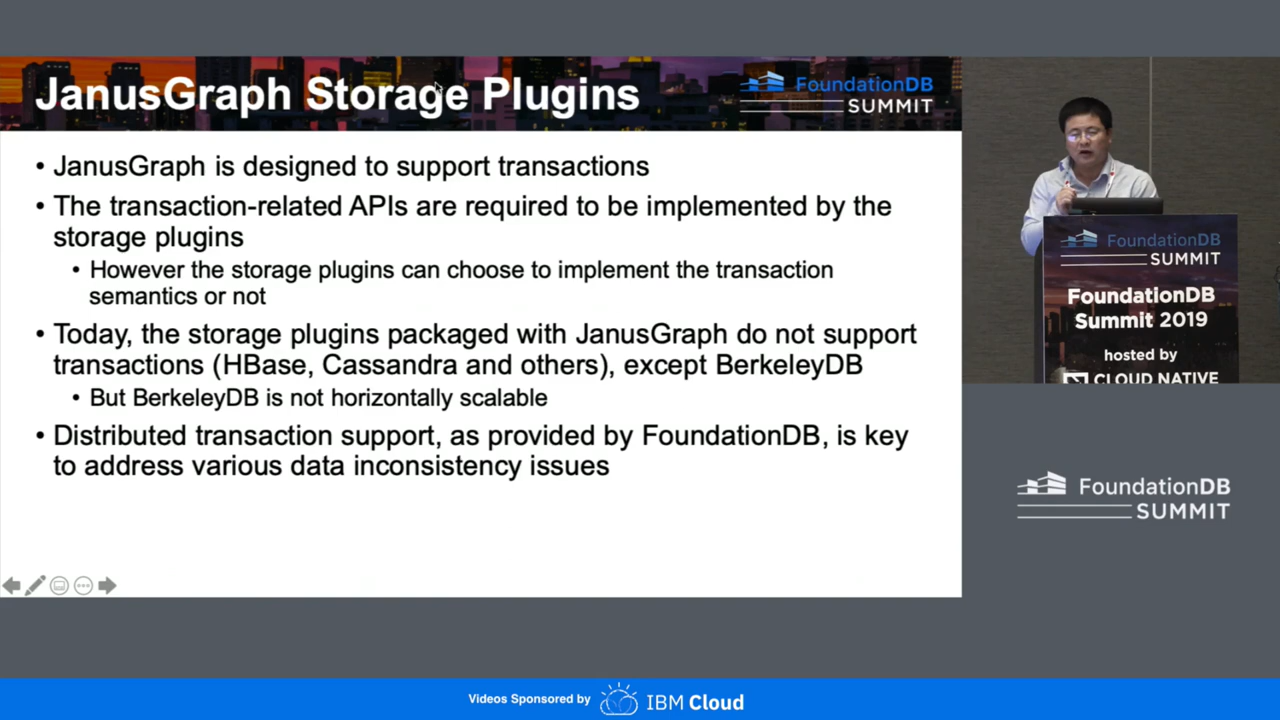 JanusGraph Storage Plugins
FoundationDB
SUMMIT
• JanusGraph is designed to support transactions
• The transaction-related APIs are required to be implemented by the
storage plugins
• However the storage plugins can choose to implement the transaction
semantics or not
• Today, the storage plugins packaged with JanusGraph do not support
transactions (HBase, Cassandra and others), except BerkeleyDB
• But BerkeleyDB is not horizontally scalable
• Distributed transaction support, as provided by FoundationDB, is key
to address various data inconsistency issues
FoundationDB
SUMMIT
FoundationDB
Summit 2019
hosted by
CLOUD NATIVE
FoundationDB
SUMMIT
Videos Sponsored by IBM Cloud